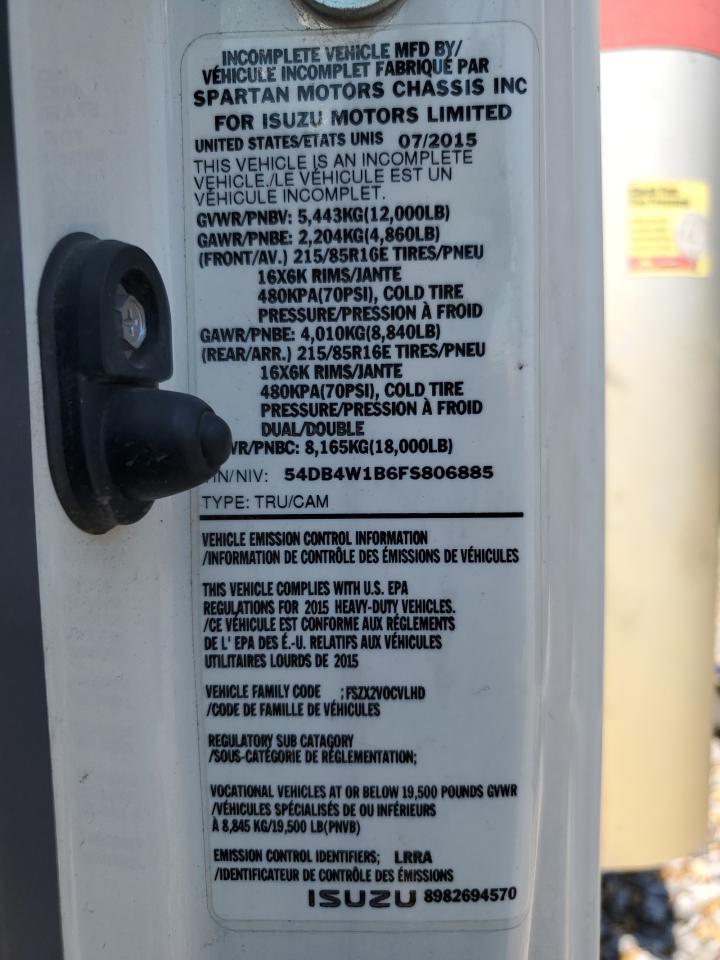 INCOMPLETE VEHICLE MFD BY/
VÉHICULE INCOMPLET FABRIQUÉ PAR
SPARTAN MOTORS CHASSIS INC
FOR ISUZU MOTORS LIMITED
UNITED STATES/ETATS UNIS 07/2015
THIS VEHICLE IS AN INCOMPLETE
VEHICLE./LE VÉHICULE EST UN
VÉHICULE INCOMPLET.
GVWR/PNBV: 5,443KG(12,000LB)
GAWR/PNBE: 2,204KG(4,860LB)
(FRONT/AV.) 215/85R16E TIRES/PNEU
16X6K RIMS/JANTE
480KPA(70PSI), COLD TIRE
PRESSURE/PRESSION À FROID
GAWR/PNBE: 4,010KG(8,840LB)
(REAR/ARR.) 215/85R16E TIRES/PNEU
16X6K RIMS/JANTE
480KPA(70PSI), COLD TIRE
PRESSURE/PRESSION À FROID
DUAL/DOUBLE
WR/PNBC: 8,165KG(18,000LB)
IN/NIV: 54DB4W1B6FS806885
TYPE: TRU/CAM
VEHICLE EMISSION CONTROL INFORMATION
/INFORMATION DE CONTRÔLE DES ÉMISSIONS DE VÉHICULES
THIS VEHICLE COMPLIES WITH U.S. EPA
REGULATIONS FOR 2015 HEAVY-DUTY VEHICLES.
/CE VÉHICULE EST CONFORME AUX RÉGLEMENTS
DE L' EPA DES É.-U. RELATIFS AUX VÉHICULES
UTILITAIRES LOURDS DE 2015
VEHICLE FAMILY CODE ;FSZX2VOCVLHD
/CODE DE FAMILLE DE VÉHICULES
REGULATORY SUB CATAGORY
/SOUS-CATÉGORIE DE RÉGLEMENTATION;
VOCATIONAL VEHICLES AT OR BELOW 19,500 POUNDS GVWR
/VÉHICULES SPÉCIALISÉS DE OU INFÉRIEURS
À 8,845 KG/19,500 LB(PNVB)
EMISSION CONTROL IDENTIFIERS; LRRA
/IDENTIFICATEUR DE CONTRÔLE DES ÉMISSIONS
ISUZU 8982694570